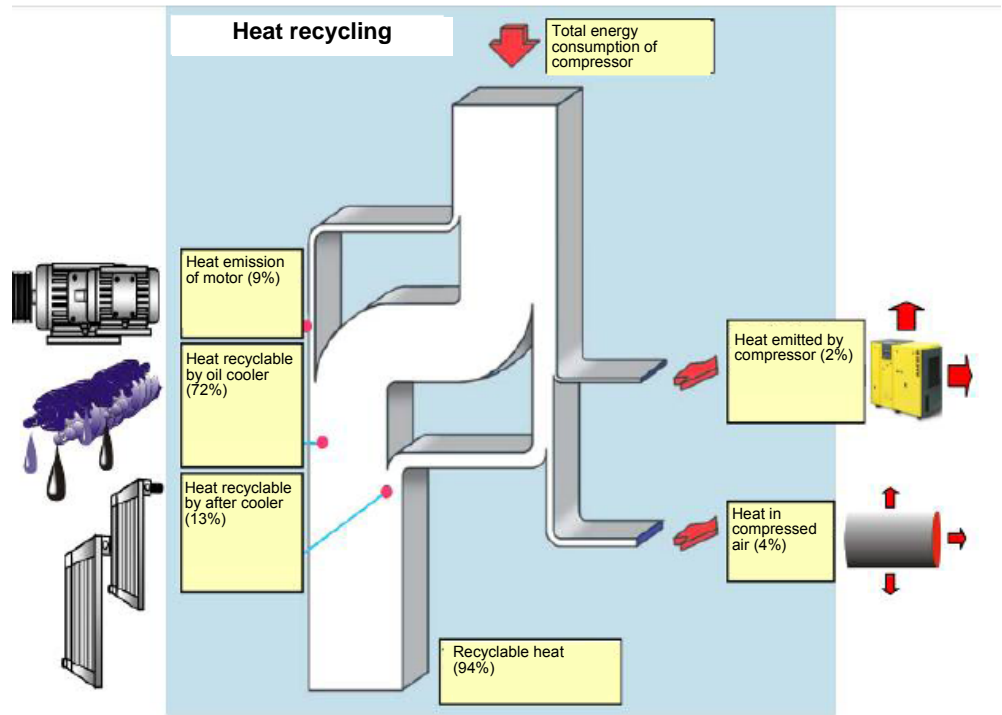 Heat recycling
Total energy
consumption of
compressor
Heat emission
of motor (9%)
Heat recyclable
by oil cooler
(72%)
Heat recyclable
by after cooler
(13%)
Heat emitted by
compressor (2%)
Heat in
compressed
air (4%)
Recyclable heat
(94%)